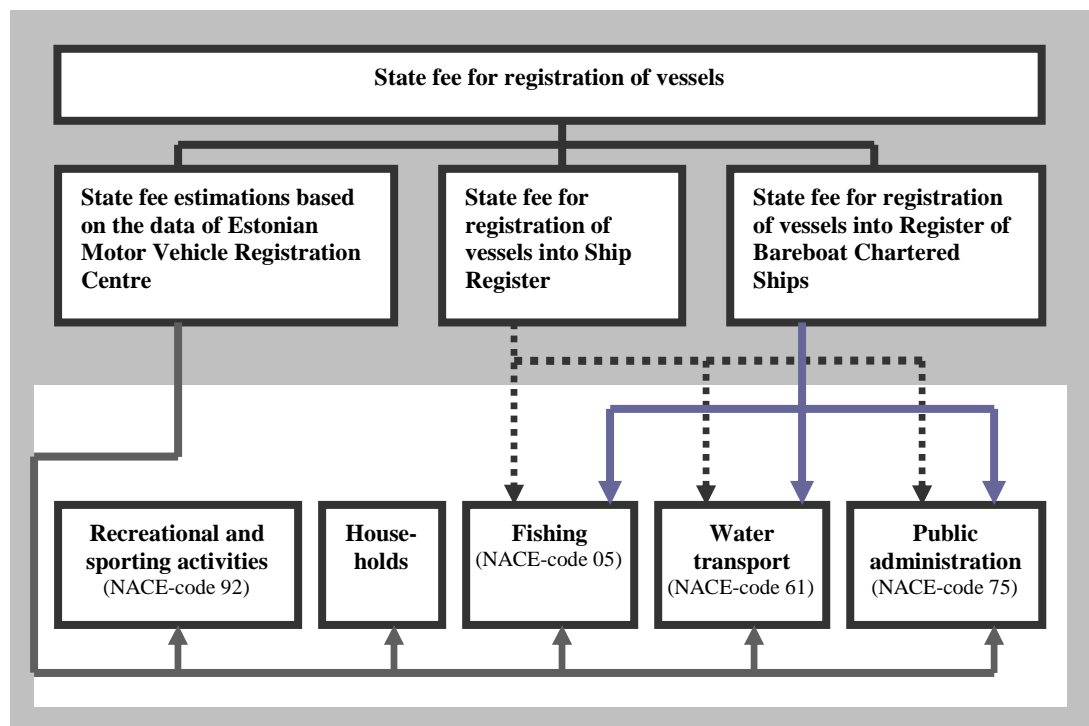 State fee for registration of vessels
State fee estimations based
on the data of Estonian
Motor Vehicle Registration
Centre
State fee for
registration of
vessels into Ship
Register
State fee for registration
of vessels into Register of
Bareboat Chartered
Ships
Recreational and
sporting activities
(NACE-code 92)
House-
holds
Fishing
(NACE-code 05)
Water
transport
(NACE-code 61)
Public
administration
(NACE-code 75)